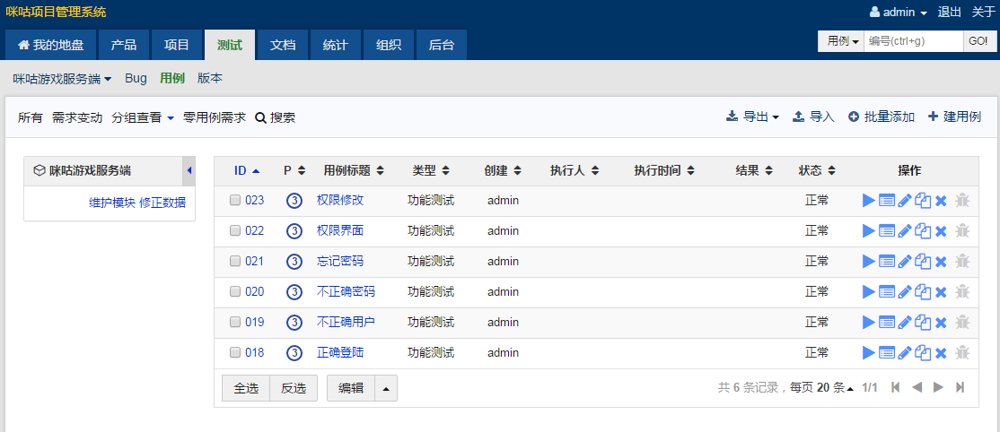 咪咕项目管理系统 admin 退出 关于
我的地盘 产品 项目 测试 文档 统计 组织 后台 用例 编号(ctrl+g) GO!
咪咕游戏服务端 Bug 用例 版本
所有 需求变动 分组查看 零用例需求 搜索 导出 导入 批量添加 建用例
咪咕游戏服务端
维护模块 修正数据
ID P 用例标题 类型 创建 执行人 执行时间 结果 状态 操作
023 3 权限修改 功能测试 admin 正常
022 3 权限界面 功能测试 admin 正常
021 3 忘记密码 功能测试 admin 正常
020 3 不正确密码 功能测试 admin 正常
019 3 不正确用户 功能测试 admin 正常
018 3 正确登陆 功能测试 admin 正常
全选 反选 编辑 共 6 条记录，每页 20 条 1/1